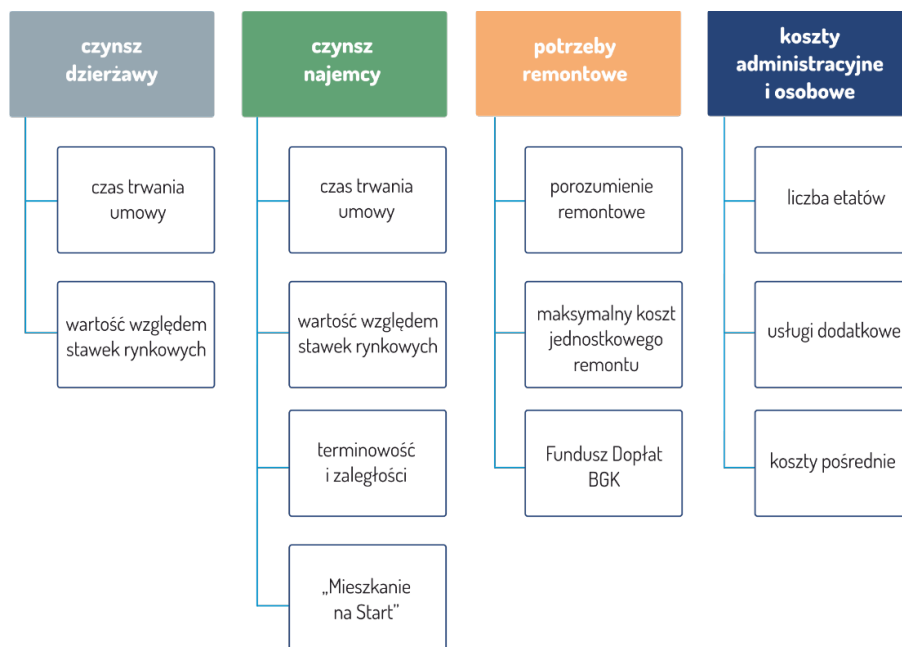 czynsz
dzierżawy
czas trwania
umowy
wartość względem
stawek rynkowych
czynsz
najemcy
czas trwania
umowy
wartość względem
stawek rynkowych
terminowość
i zaległości
„Mieszkanie
na Start”
potrzeby
remontowe
porozumienie
remontowe
maksymalny koszt
jednostkowego
remontu
Fundusz Dopłat
BGK
koszty
administracyjne
i osobowe
liczba etatów
usługi dodatkowe
koszty pośrednie